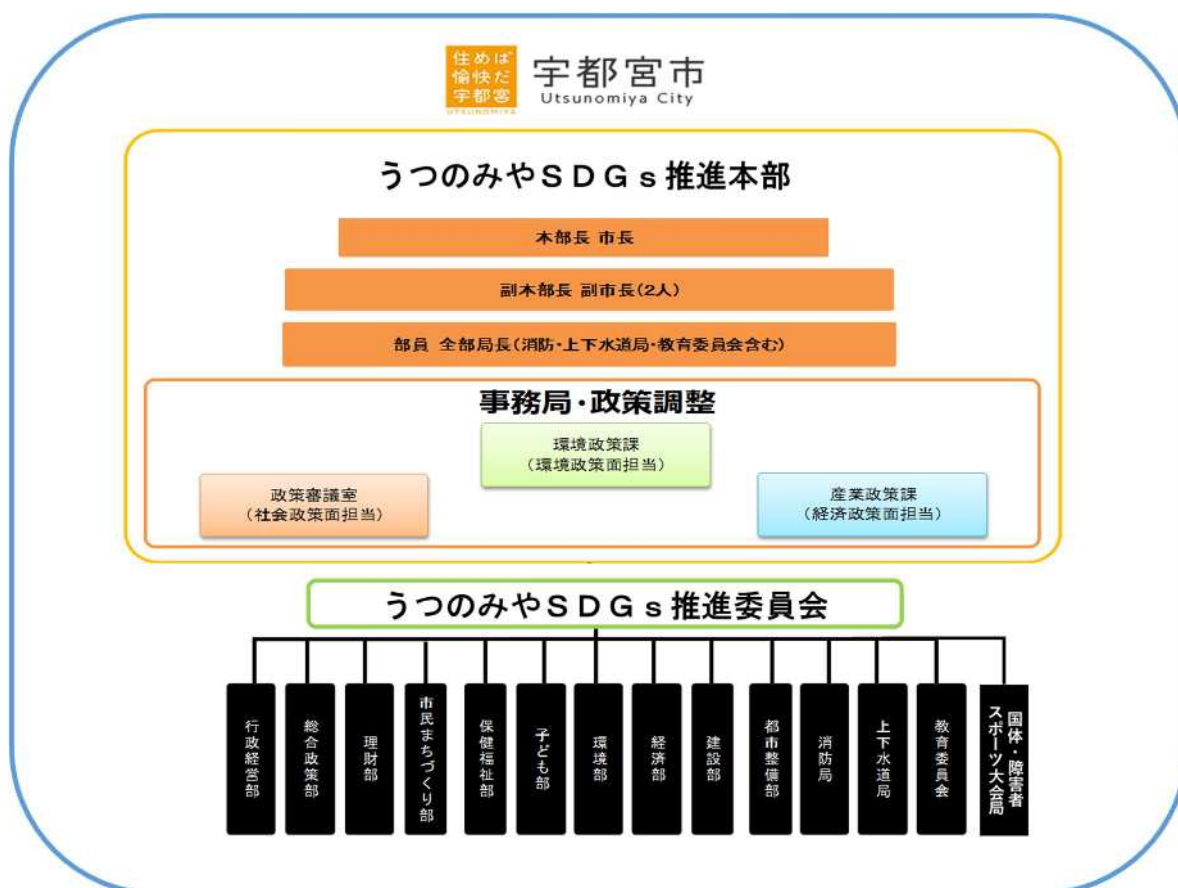 住めば
愉快だ
宇都宮
UTSUNOMIYA
宇都宮市
Utsunomiya City
うつのみやＳＤＧｓ推進本部
本部長 市長
副本部長 副市長(2人)
部員 全部局長(消防・上下水道局・教育委員会含む)
事務局・政策調整
環境政策課
（環境政策面担当）
政策審議室
（社会政策面担当）
産業政策課
（経済政策面担当）
うつのみやＳＤＧｓ推進委員会
行政経営部
総合政策部
理財部
市民まちづくり部
保健福祉部
子ども部
環境部
経済部
建設部
都市整備部
消防局
上下水道局
教育委員会
国体・障害者
スポーツ大会局